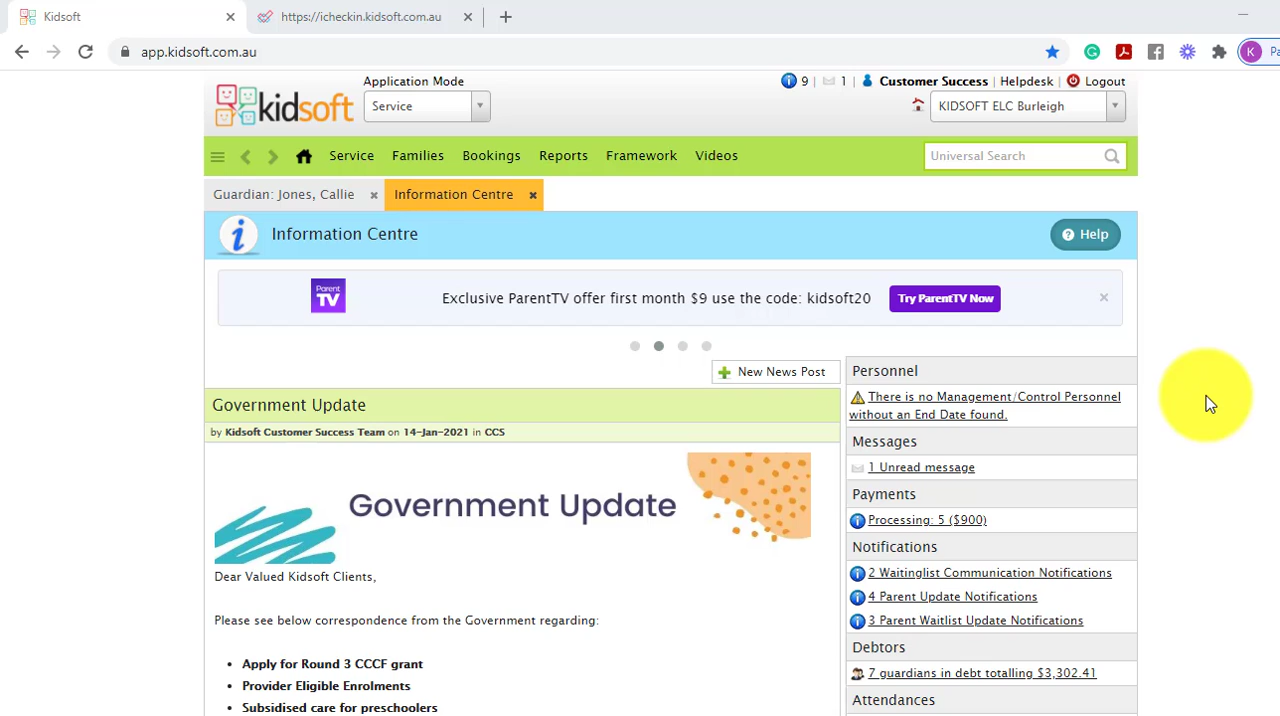 Kidsoft
https://icheckin.kidsoft.com.au
app.kidsoft.com.au
K
Pa
kidsoft
Application Mode
Service
9 | 1 Customer Success | Helpdesk | Logout
KIDSOFT ELC Burleigh
Service Families Bookings Reports Framework Videos
Universal Search
Guardian: Jones, Callie
Information Centre
Information Centre
Help
Parent TV
Exclusive ParentTV offer first month $9 use the code: kidsoft20
Try ParentTV Now
New News Post
Government Update
by Kidsoft Customer Success Team on 14-Jan-2021 in CCS
Government Update
Dear Valued Kidsoft Clients,
Please see below correspondence from the Government regarding:
• Apply for Round 3 CCCF grant
• Provider Eligible Enrolments
• Subsidised care for preschoolers
Personnel
There is no Management/Control Personnel
without an End Date found.
Messages
1 Unread message
Payments
Processing: 5 ($900)
Notifications
2 Waitinglist Communication Notifications
4 Parent Update Notifications
3 Parent Waitlist Update Notifications
Debtors
7 guardians in debt totalling $3,302.41
Attendances